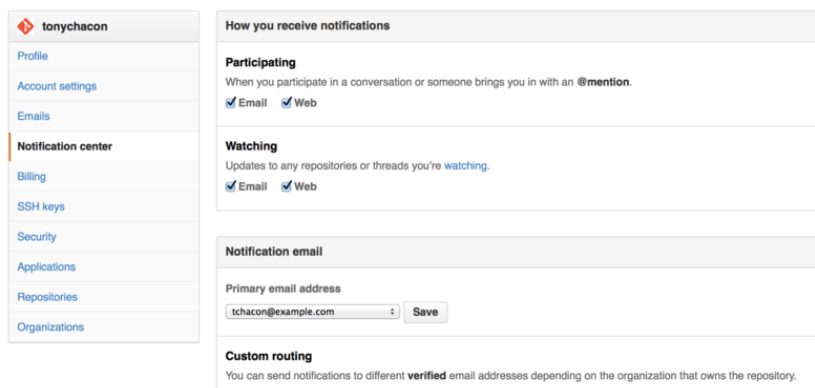 tonychacon
Profile
Account settings
Emails
Notification center
Billing
SSH keys
Security
Applications
Repositories
Organizations
How you receive notifications
Participating
When you participate in a conversation or someone brings you in with an @mention.
Email Web
Watching
Updates to any repositories or threads you're watching.
Email Web
Notification email
Primary email address
tchacon@example.com Save
Custom routing
You can send notifications to different verified email addresses depending on the organization that owns the repository.